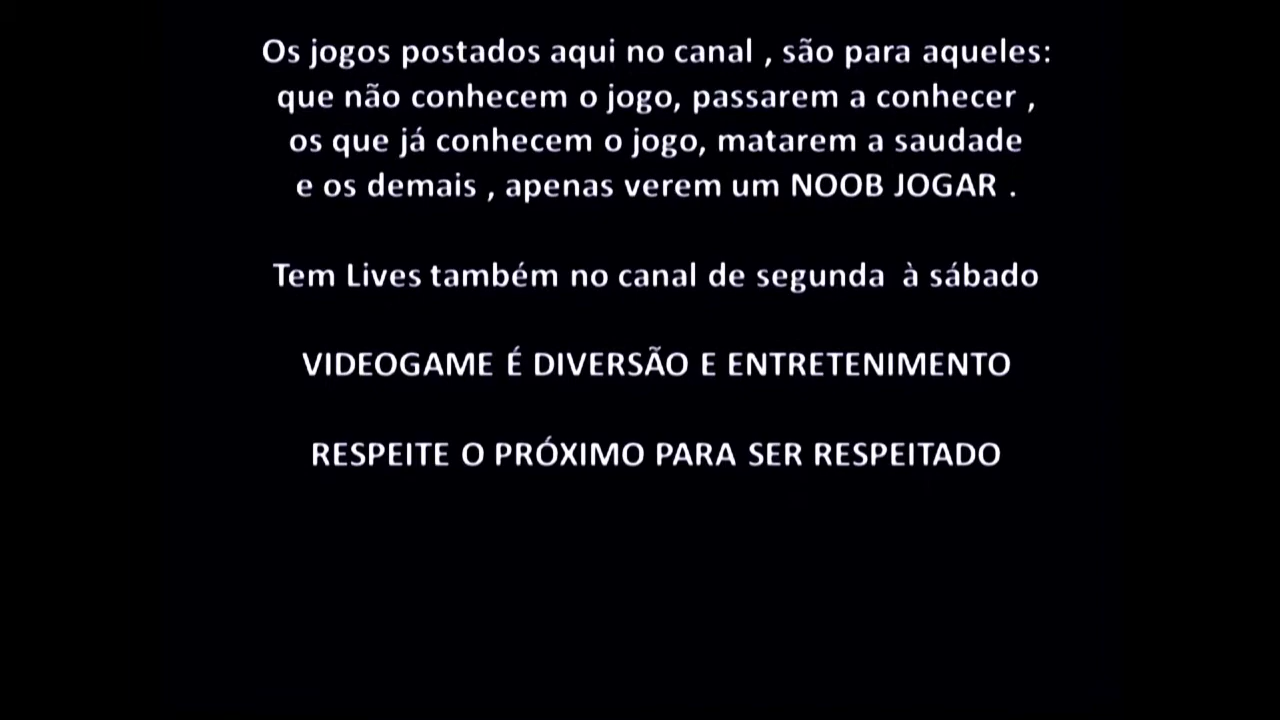 Os jogos postados aqui no canal , são para aqueles:
que não conhecem o jogo, passarem a conhecer ,
os que já conhecem o jogo, matarem a saudade
e os demais , apenas verem um NOOB JOGAR .
Tem Lives também no canal de segunda  à sábado
VIDEOGAME É DIVERSÃO E ENTRETENIMENTO
RESPEITE O PRÓXIMO PARA SER RESPEITADO